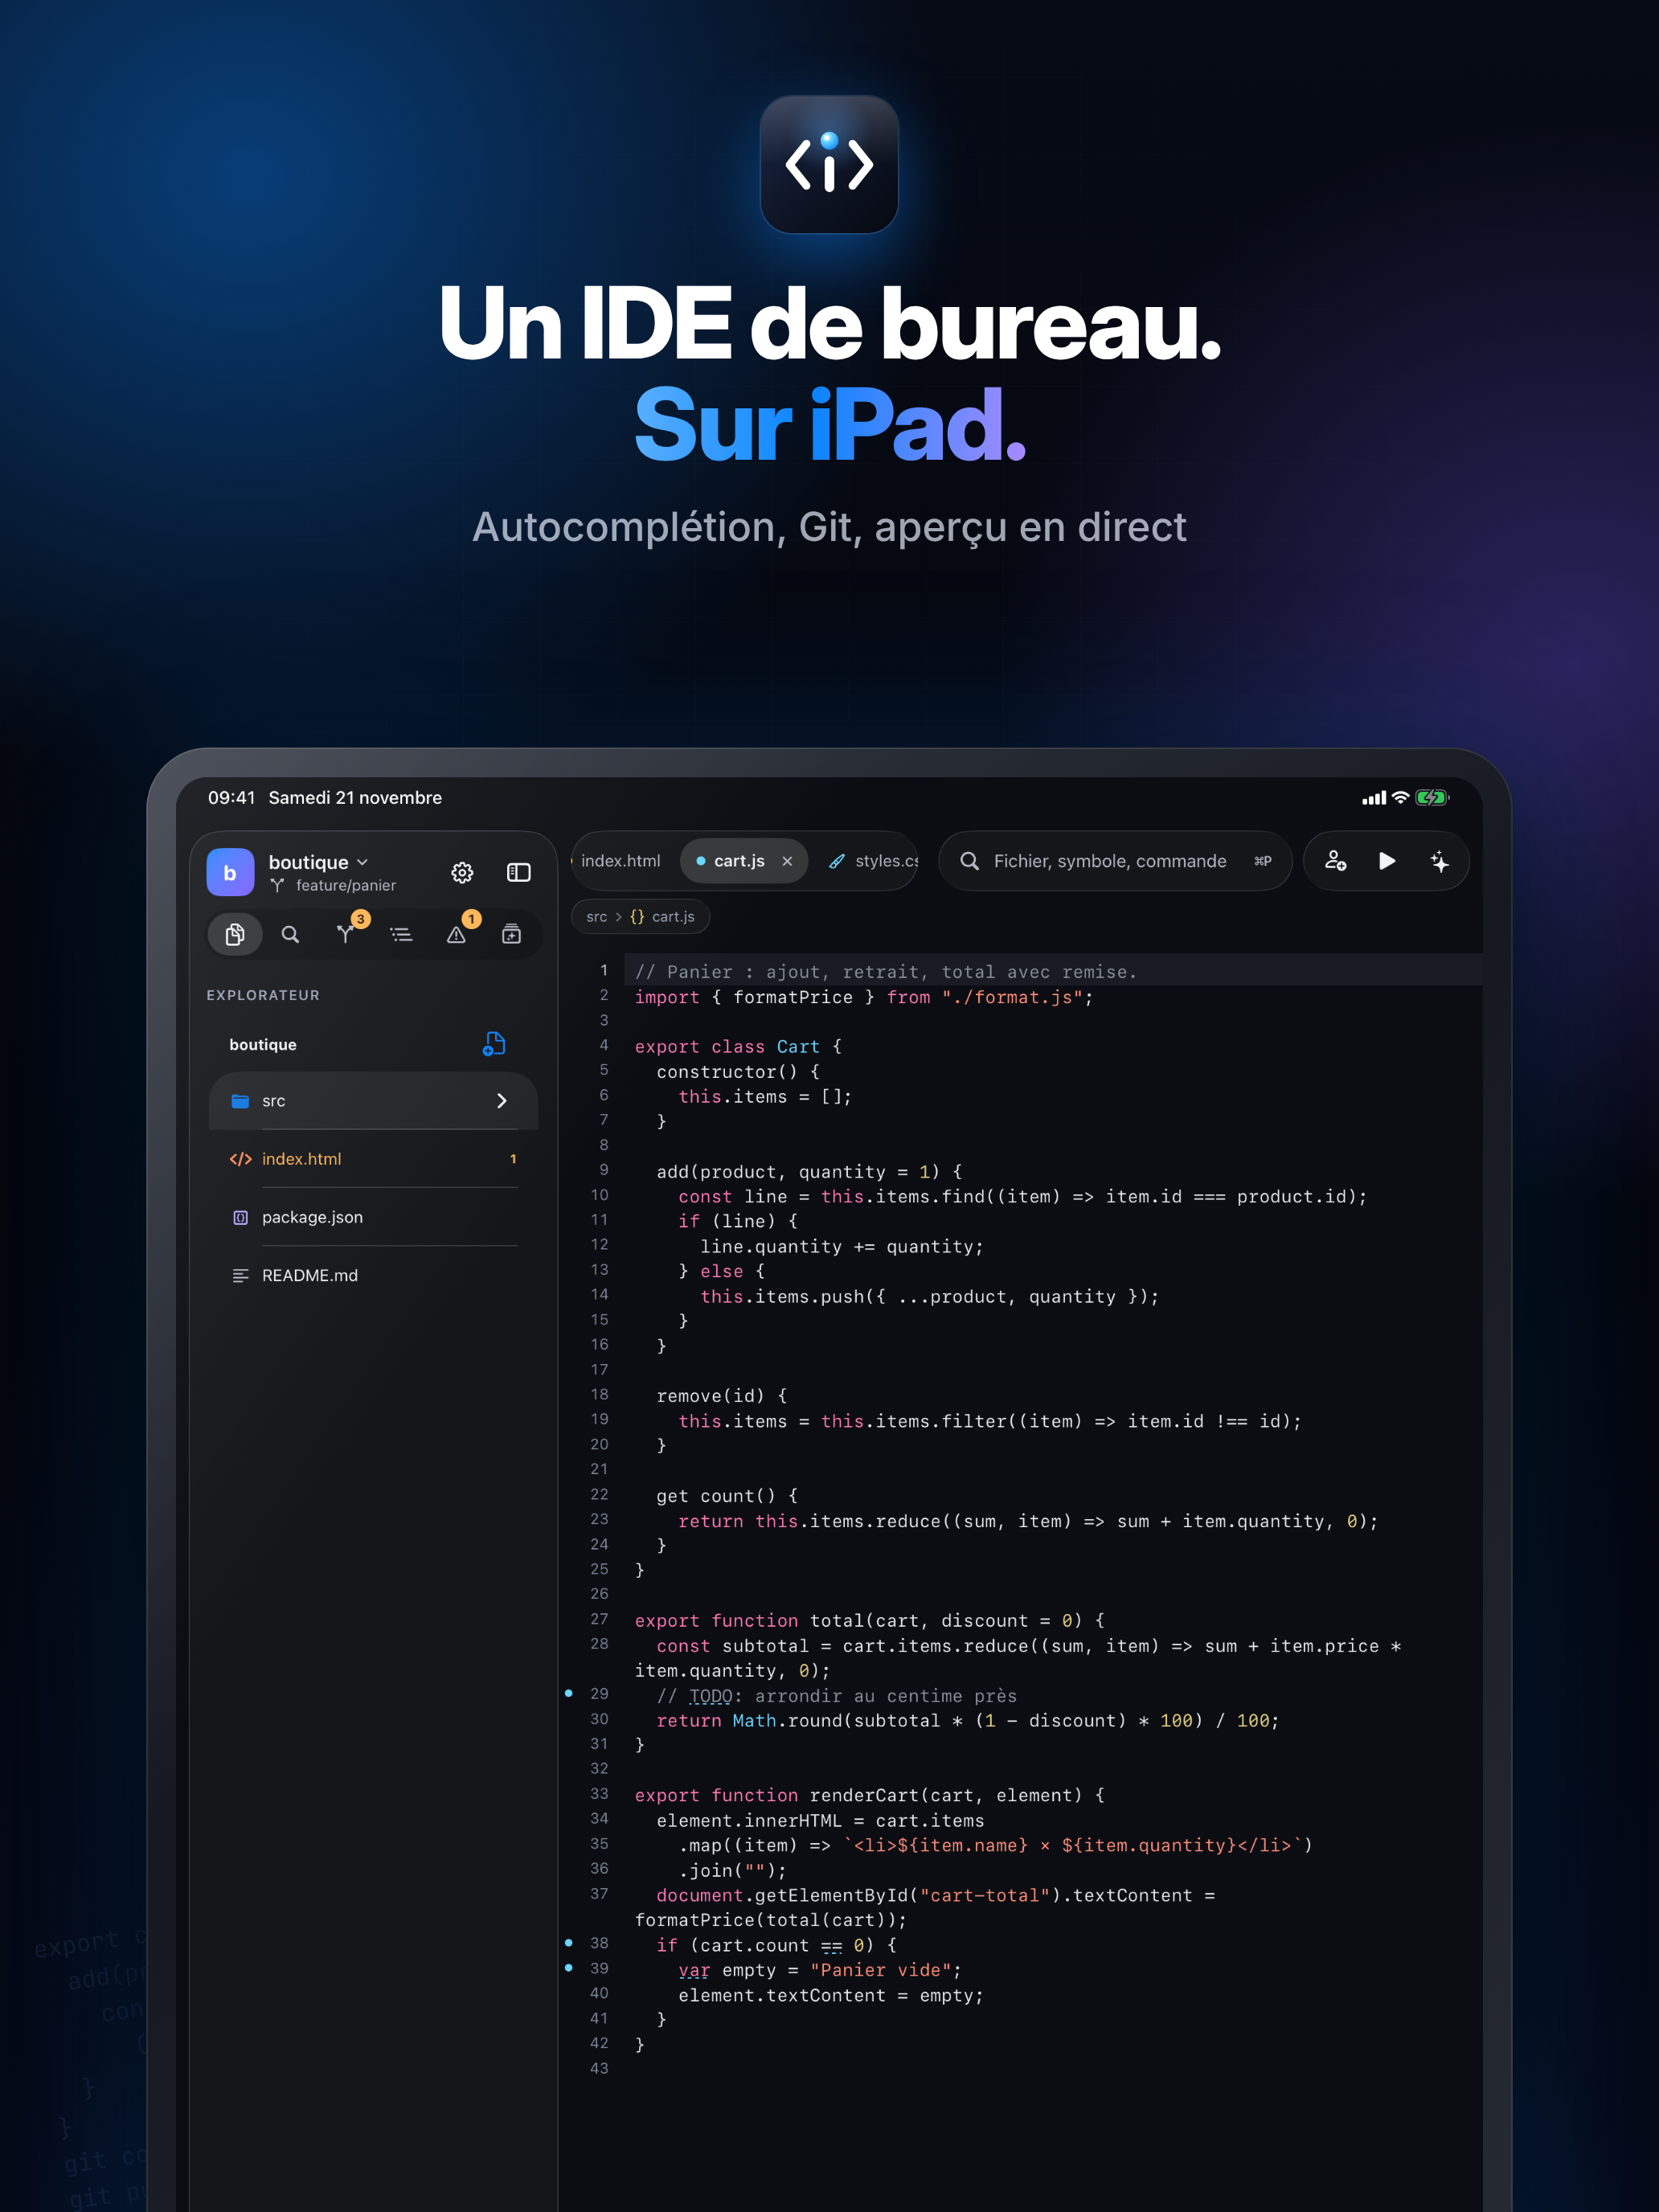 <i>
Un IDE de bureau.
Sur iPad.
Autocomplétion, Git, aperçu en direct
09:41 Samedi 21 novembre
b
boutique
feature/panier
3
1
EXPLORATEUR
boutique
src
index.html 1
package.json
README.md
index.html
cart.js ×
styles.cs
Fichier, symbole, commande ⌘P
src > {} cart.js
1 // Panier : ajout, retrait, total avec remise.
2 import { formatPrice } from "./format.js";
3
4 export class Cart {
5   constructor() {
6     this.items = [];
7   }
8
9   add(product, quantity = 1) {
10     const line = this.items.find((item) => item.id === product.id);
11     if (line) {
12       line.quantity += quantity;
13     } else {
14       this.items.push({ ...product, quantity });
15     }
16   }
17
18   remove(id) {
19     this.items = this.items.filter((item) => item.id !== id);
20   }
21
22   get count() {
23     return this.items.reduce((sum, item) => sum + item.quantity, 0);
24   }
25 }
26
27 export function total(cart, discount = 0) {
28   const subtotal = cart.items.reduce((sum, item) => sum + item.price *
item.quantity, 0);
29   // TODO: arrondir au centime près
30   return Math.round(subtotal * (1 - discount) * 100) / 100;
31 }
32
33 export function renderCart(cart, element) {
34   element.innerHTML = cart.items
35     .map((item) => `<li>${item.name} × ${item.quantity}</li>`)
36     .join("");
37   document.getElementById("cart-total").textContent =
formatPrice(total(cart));
38   if (cart.count == 0) {
39     var empty = "Panier vide";
40     element.textContent = empty;
41   }
42 }
43
export c
add(pr
con
(
}
}
git co
git pu